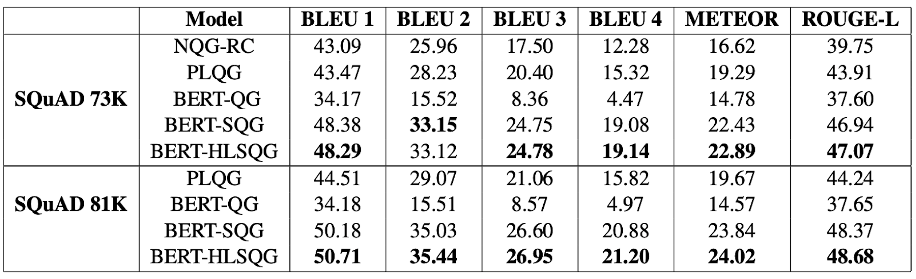 Model BLEU 1 BLEU 2 BLEU 3 BLEU 4 METEOR ROUGE-L
SQuAD 73K
NQG-RC 43.09 25.96 17.50 12.28 16.62 39.75
PLQG 43.47 28.23 20.40 15.32 19.29 43.91
BERT-QG 34.17 15.52 8.36 4.47 14.78 37.60
BERT-SQG 48.38 33.15 24.75 19.08 22.43 46.94
BERT-HLSQG 48.29 33.12 24.78 19.14 22.89 47.07
SQuAD 81K
PLQG 44.51 29.07 21.06 15.82 19.67 44.24
BERT-QG 34.18 15.51 8.57 4.97 14.57 37.65
BERT-SQG 50.18 35.03 26.60 20.88 23.84 48.37
BERT-HLSQG 50.71 35.44 26.95 21.20 24.02 48.68